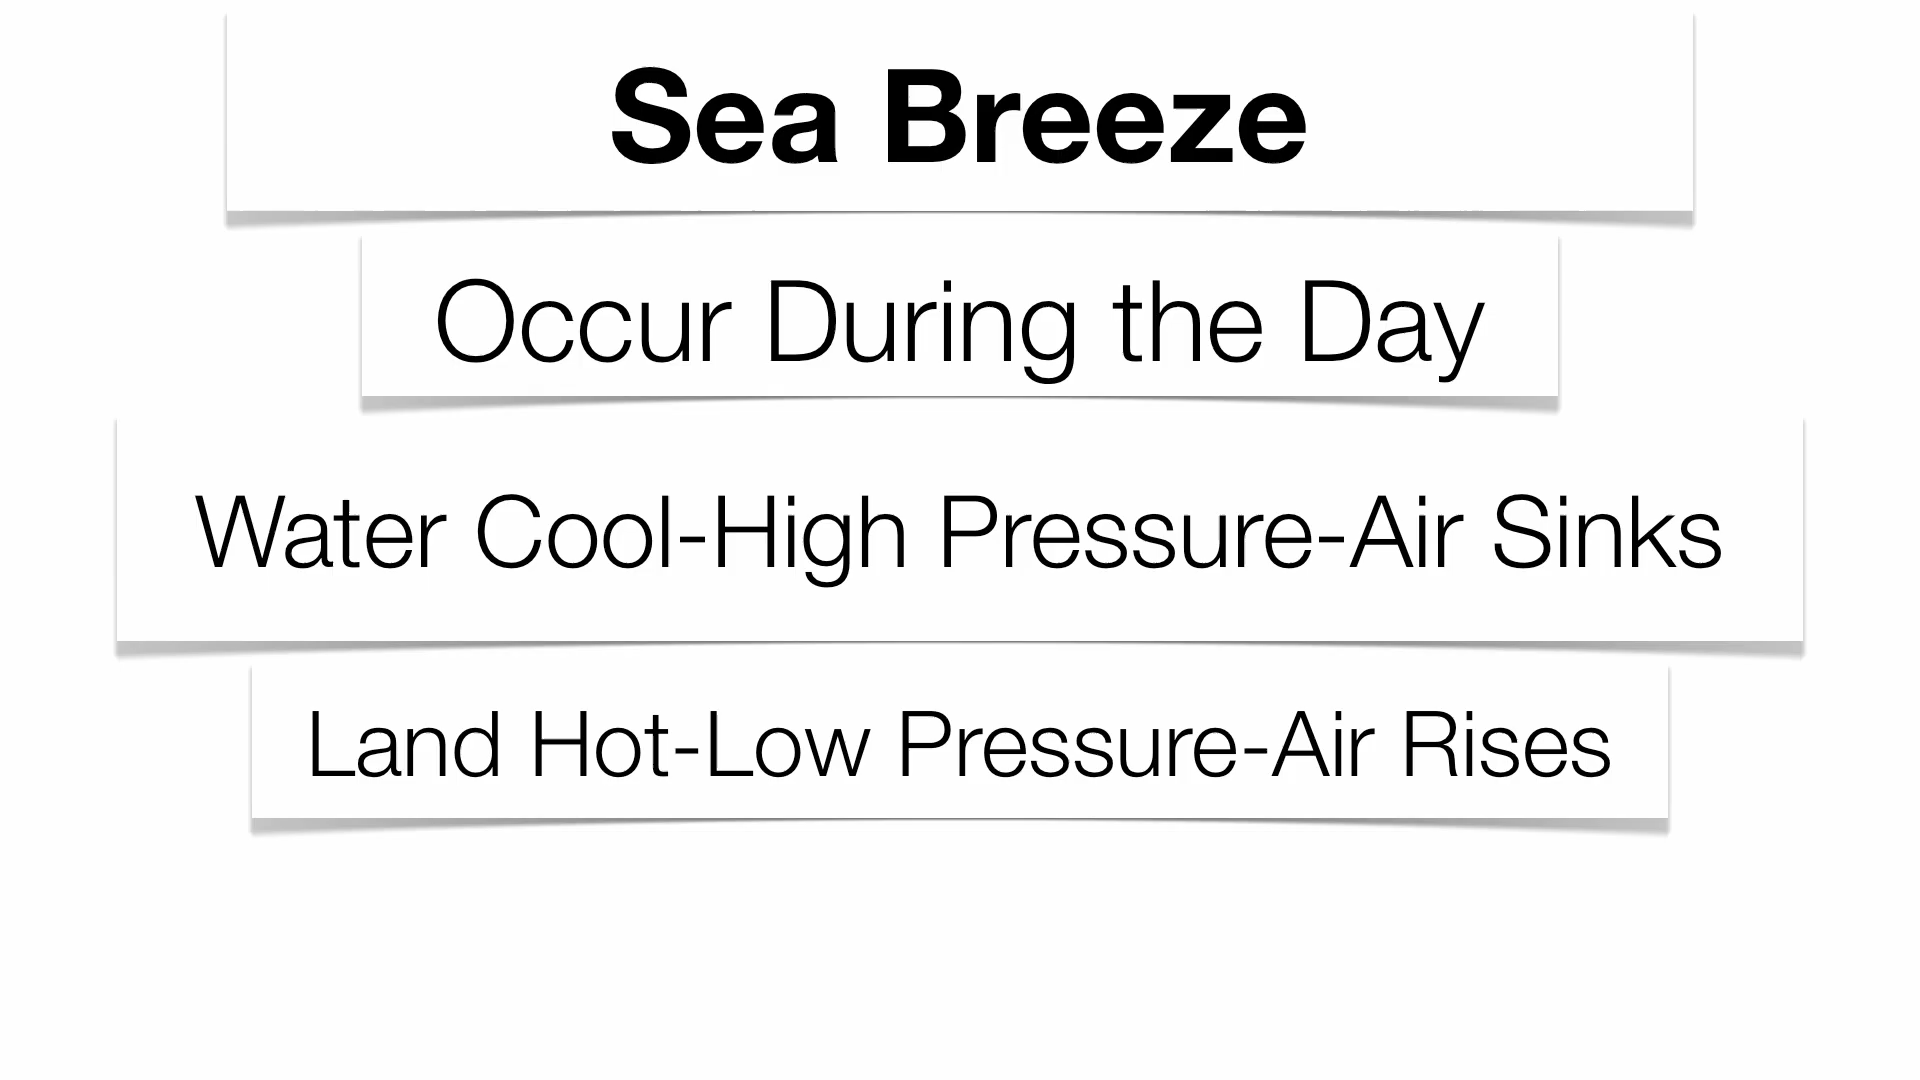 Sea Breeze
Occur During the Day
Water Cool-High Pressure-Air Sinks
Land Hot-Low Pressure-Air Rises